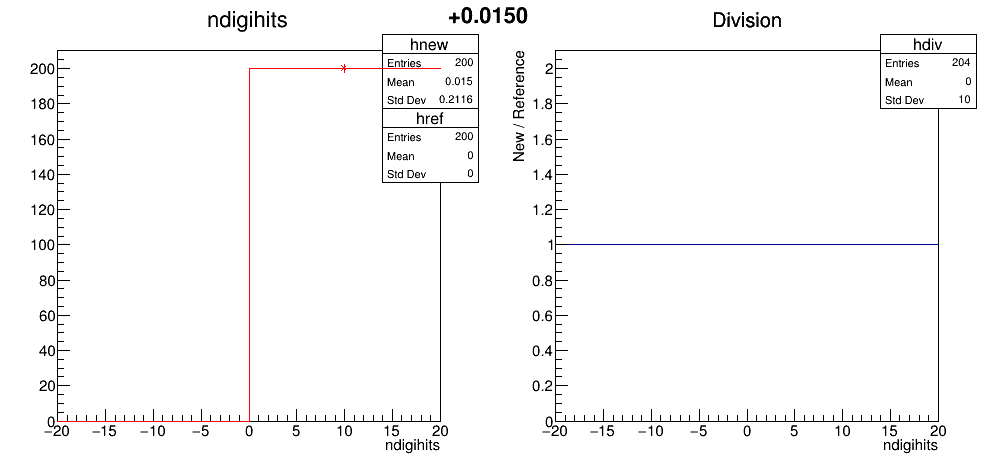 ndigihits
+0.0150
Division
hnew
Entries 200
Mean 0.015
Std Dev 0.2116
href
Entries 200
Mean 0
Std Dev 0
200
180
160
140
120
100
80
60
40
20
0
−20 −15 −10 −5 0 5 10 15 20
ndigihits
hdiv
Entries 204
Mean 0
Std Dev 10
New / Reference
2
1.8
1.6
1.4
1.2
1
0.8
0.6
0.4
0.2
0
−20 −15 −10 −5 0 5 10 15 20
ndigihits